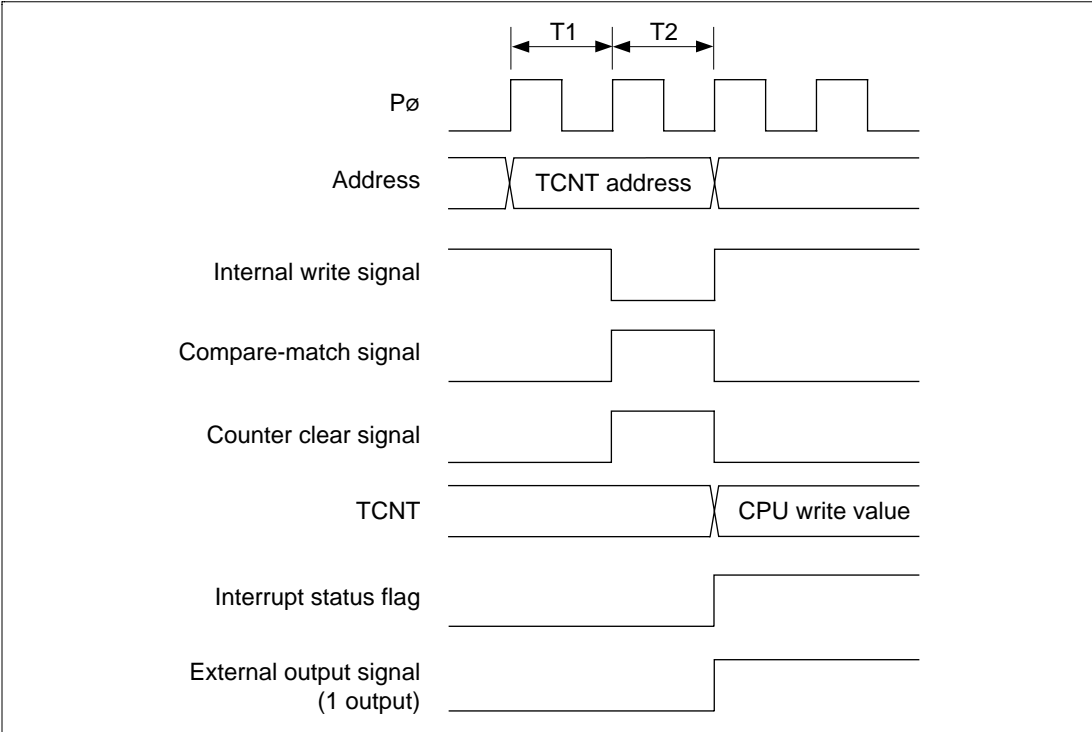 T1 T2
Pø
Address TCNT address
Internal write signal
Compare-match signal
Counter clear signal
TCNT CPU write value
Interrupt status flag
External output signal
(1 output)